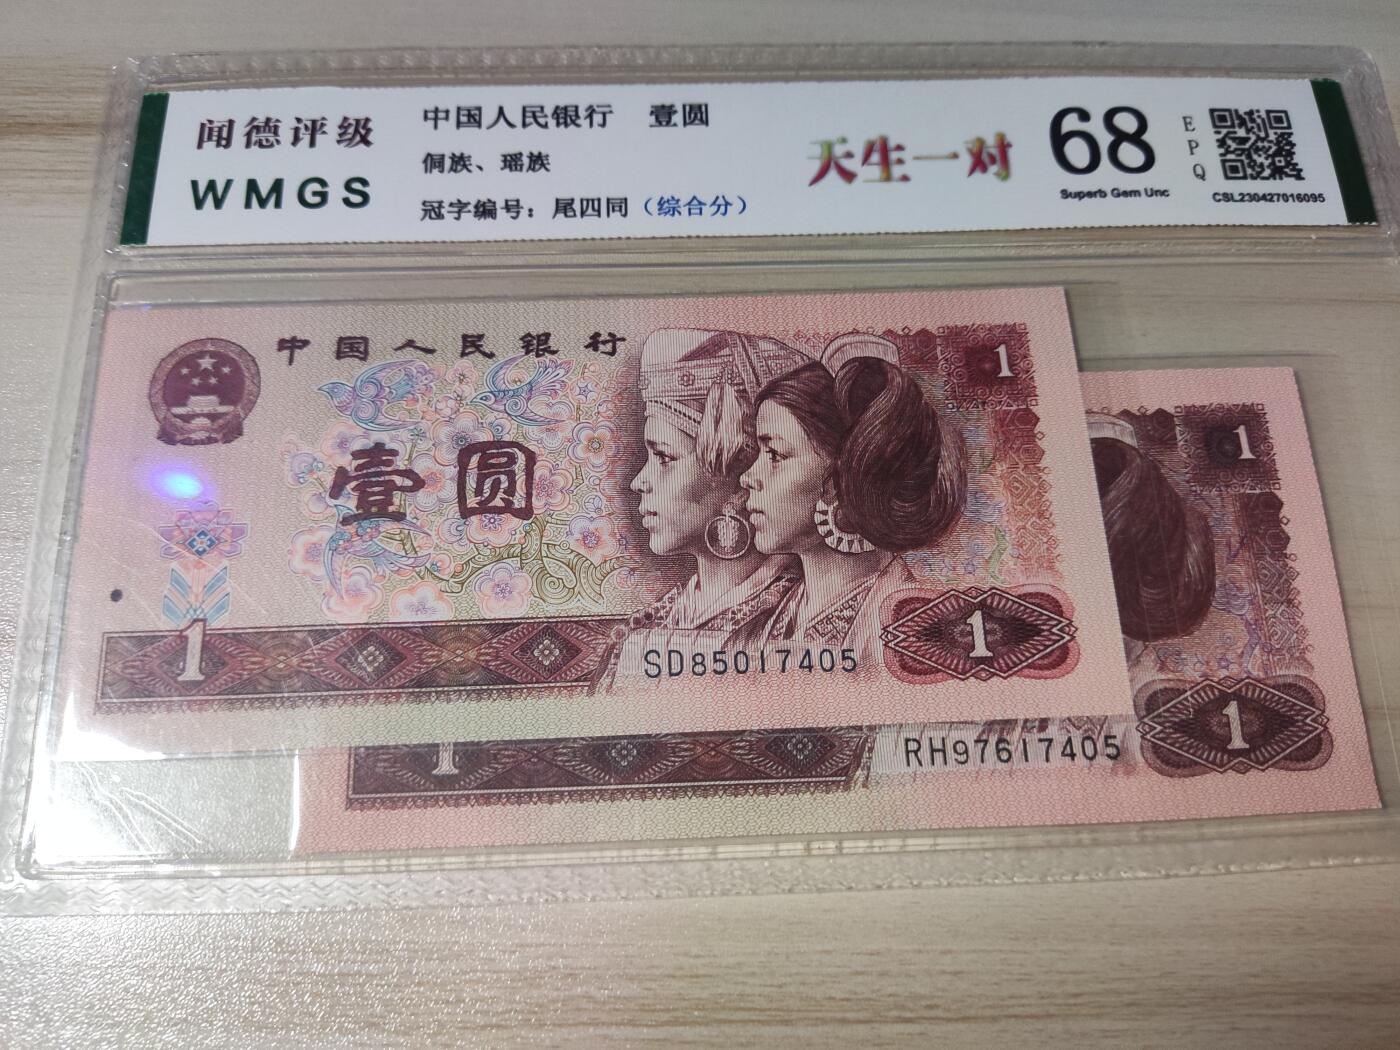 闻德评级
WMGS
中国人民银行 壹圆
侗族、瑶族
冠字编号：尾四同（综合分）
天生一对
68
Superb Gem Unc
EPQ
CSL230427016095
中国人民银行
壹圆
1
1
SD85017405
1
1
1
RH97617405
1